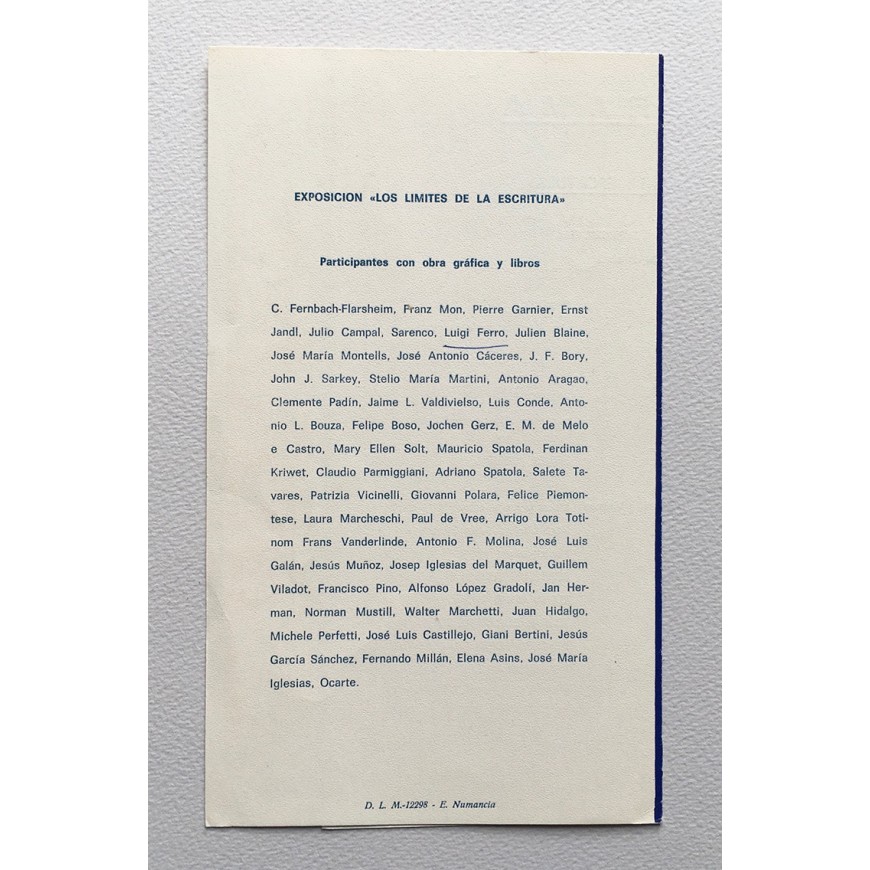 EXPOSICION «LOS LIMITES DE LA ESCRITURA»
Participantes con obra gráfica y libros
C. Fernbach-Flarsheim, Franz Mon, Pierre Garnier, Ernst
Jandl, Julio Campal, Sarenco, Luigi Ferro, Julien Blaine,
José María Montells, José Antonio Cáceres, J. F. Bory,
John J. Sarkey, Stelio María Martini, Antonio Aragao,
Clemente Padín, Jaime L. Valdivielso, Luis Conde, Anto-
nio L. Bouza, Felipe Boso, Jochen Gerz, E. M. de Melo
e Castro, Mary Ellen Solt, Mauricio Spatola, Ferdinan
Kriwet, Claudio Parmiggiani, Adriano Spatola, Salete Ta-
vares, Patrizia Vicinelli, Giovanni Polara, Felice Piemon-
tese, Laura Marcheschi, Paul de Vree, Arrigo Lora Toti-
nom Frans Vanderlinde, Antonio F. Molina, José Luis
Galán, Jesús Muñoz, Josep Iglesias del Marquet, Guillem
Viladot, Francisco Pino, Alfonso López Gradolí, Jan Her-
man, Norman Mustill, Walter Marchetti, Juan Hidalgo,
Michele Perfetti, José Luis Castillejo, Giani Bertini, Jesús
García Sánchez, Fernando Millán, Elena Asins, José María
Iglesias, Ocarte.
D. L. M.-12298 - E. Numancia